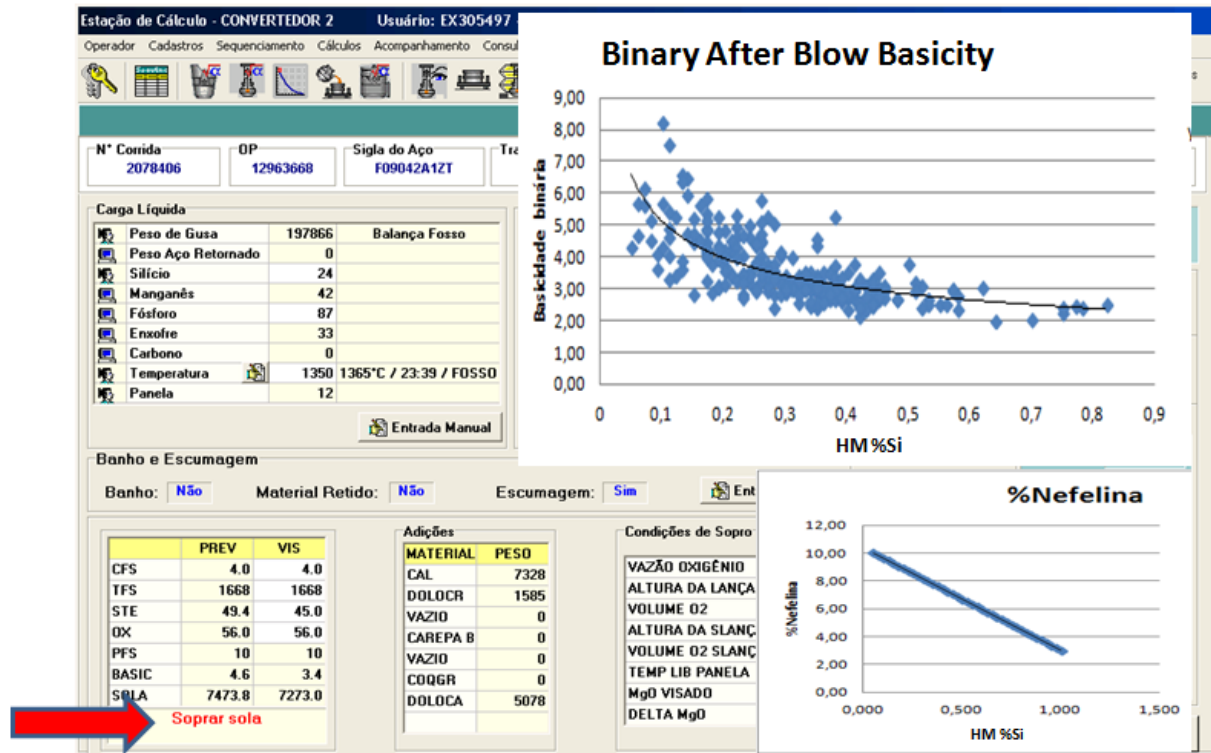 Estação de Cálculo - CONVERTEDOR 2 Usuário: EX305497
Operador Cadastros Sequenciamento Cálculos Acompanhamento Consul
N° Corrida
2078406
OP
12963668
Sigla do Aço
F09042A1ZT
Tra
Carga Líquida
Peso de Gusa 197866 Balança Fosso
Peso Aço Retornado 0
Silício 24
Manganês 42
Fósforo 87
Enxofre 33
Carbono 0
Temperatura 1350 1365°C / 23:39 / FOSSO
Panela 12
Entrada Manual
Binary After Blow Basicity
Basicidade binária
9,00
8,00
7,00
6,00
5,00
4,00
3,00
2,00
1,00
0,00
0 0,1 0,2 0,3 0,4 0,5 0,6 0,7 0,8 0,9
HM %Si
Banho e Escumagem
Banho: Não Material Retido: Não Escumagem: Sim Ent
PREV VIS
CFS 4.0 4.0
TFS 1668 1668
STE 49.4 45.0
OX 56.0 56.0
PFS 10 10
BASIC 4.6 3.4
SOLA 7473.8 7273.0
Soprar sola
Adições
MATERIAL PESO
CAL 7328
DOLOCR 1585
VAZIO 0
CAREPA B 0
VAZIO 0
COQGR 0
DOLOCA 5078
Condições de Sopro
VAZÃO OXIGÊNIO
ALTURA DA LANÇA
VOLUME O2
ALTURA DA SLANÇ
VOLUME O2 SLANÇ
TEMP LIB PANELA
MgO VISADO
DELTA MgO
%Nefelina
%Nefelina
12,00
10,00
8,00
6,00
4,00
2,00
0,00
0,000 0,500 1,000 1,500
HM %Si